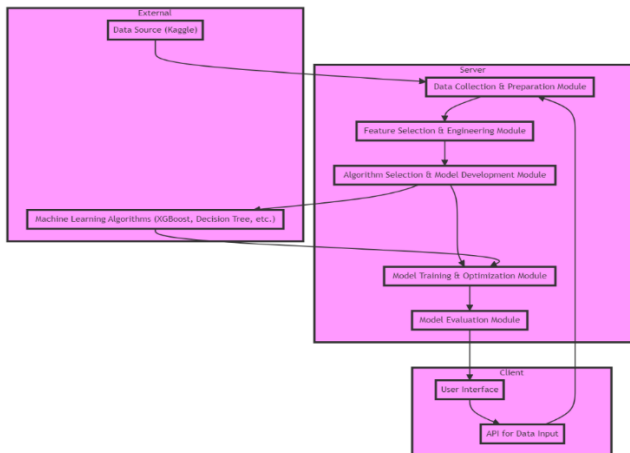 External
Data Source (Kaggle)
Server
Data Collection & Preparation Module
Feature Selection & Engineering Module
Algorithm Selection & Model Development Module
Machine Learning Algorithms (XGBoost, Decision Tree, etc.)
Model Training & Optimization Module
Model Evaluation Module
Client
User Interface
API for Data Input